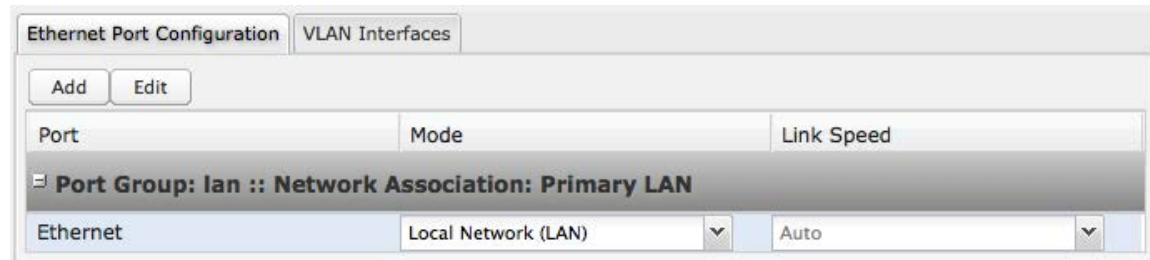 Ethernet Port Configuration VLAN Interfaces
Add Edit
Port Mode Link Speed
Port Group: lan :: Network Association: Primary LAN
Ethernet Local Network (LAN) Auto